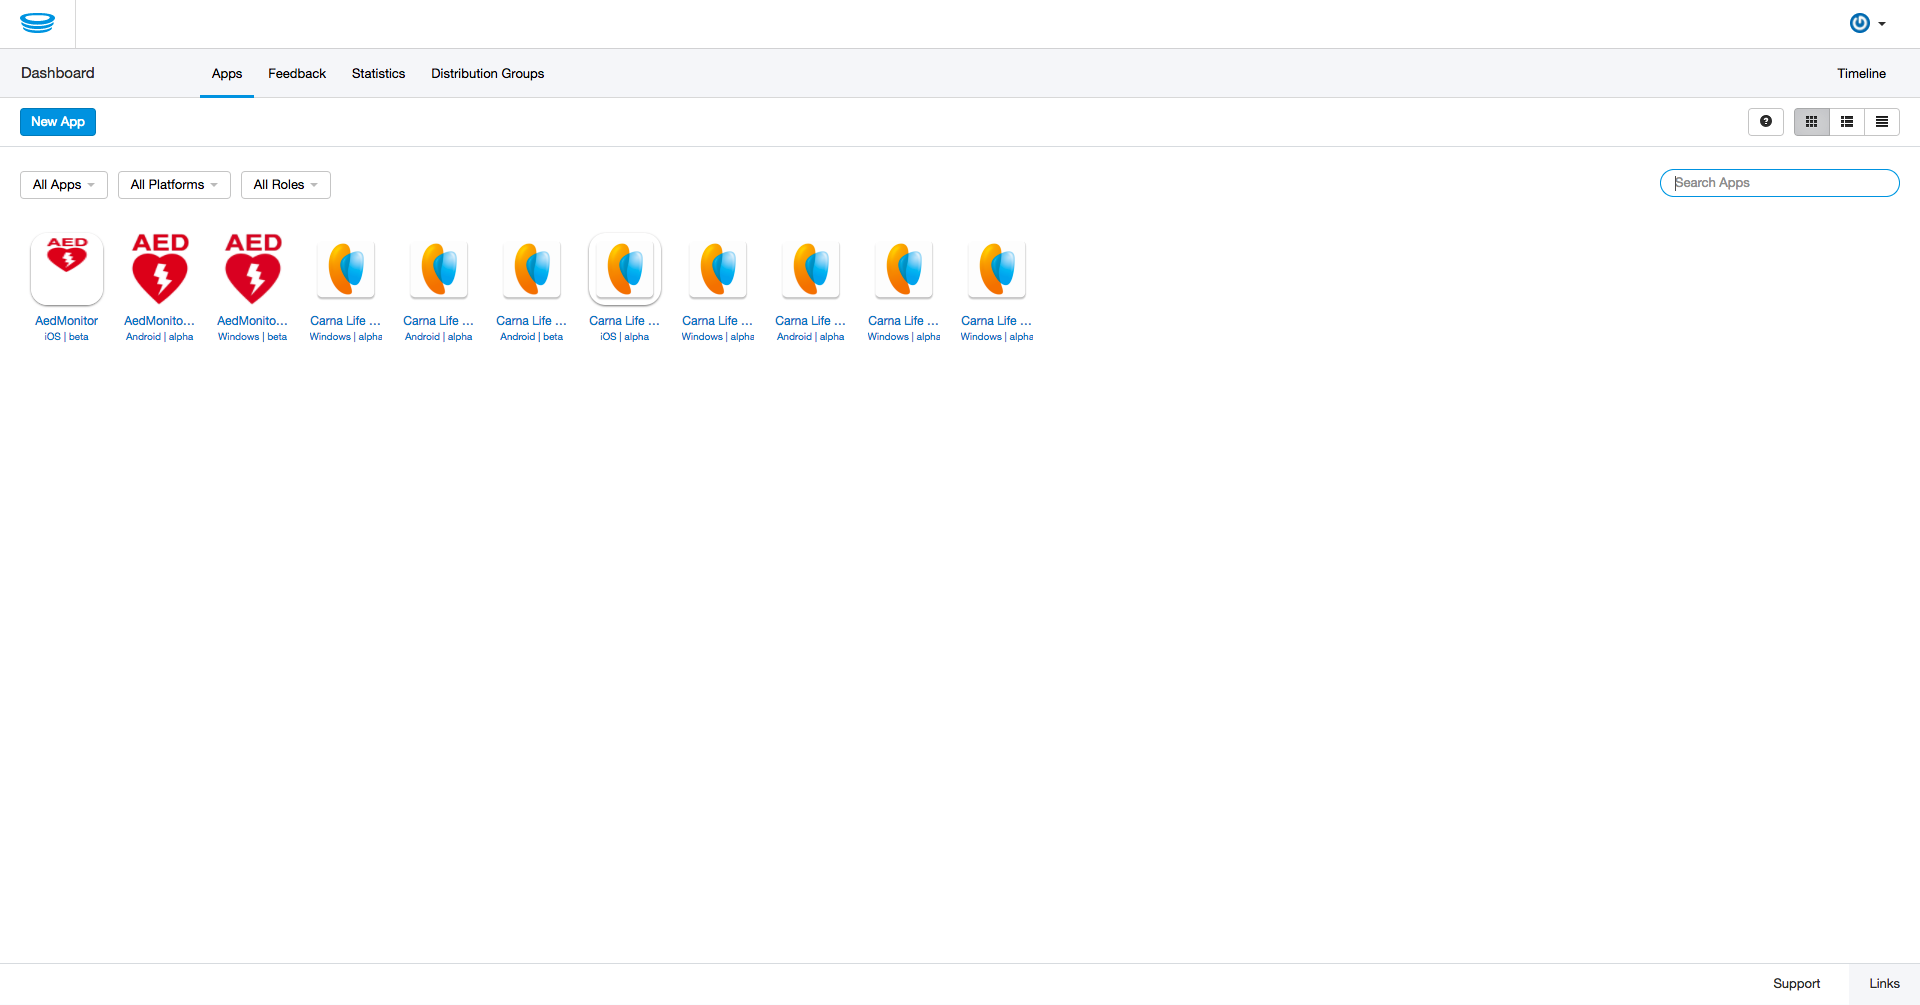 Dashboard
Apps
Feedback
Statistics
Distribution Groups
Timeline
New App
All Apps
All Platforms
All Roles
Search Apps
AED
AED
AED
AedMonitor
AedMonito...
AedMonito...
Carna Life ...
Carna Life ...
Carna Life ...
Carna Life ...
Carna Life ...
Carna Life ...
Carna Life ...
Carna Life ...
iOS | beta
Android | alpha
Windows | beta
Windows | alpha
Android | alpha
Android | beta
iOS | alpha
Windows | alpha
Android | alpha
Windows | alpha
Windows | alpha
Support
Links